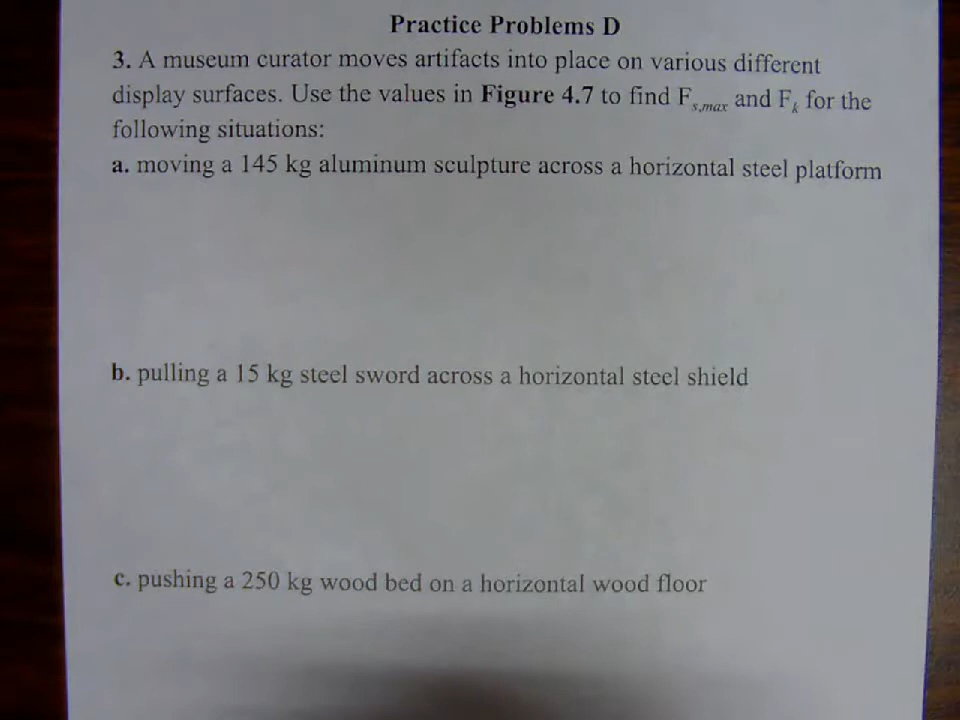 Practice Problems D
3. A museum curator moves artifacts into place on various different
display surfaces. Use the values in Figure 4.7 to find Fs,max and Fk for the
following situations:
a. moving a 145 kg aluminum sculpture across a horizontal steel platform
b. pulling a 15 kg steel sword across a horizontal steel shield
c. pushing a 250 kg wood bed on a horizontal wood floor